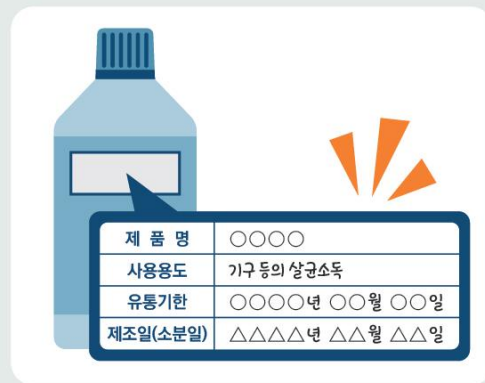 제 품 명 ○○○○
사용용도 기구 등의 살균소독
유통기한 ○○○○년 ○○월 ○○일
제조일(소분일) △△△△년 △△월 △△일